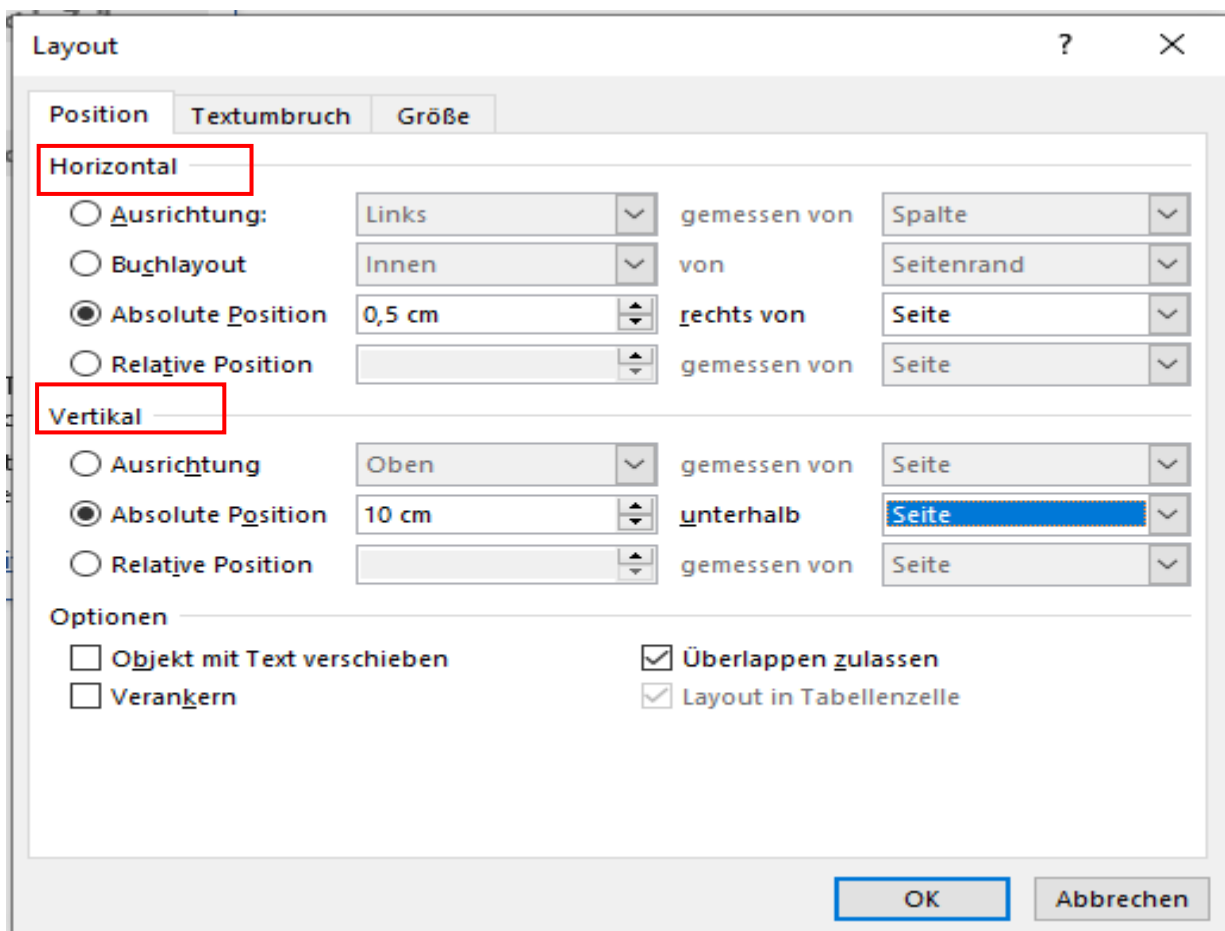 Layout ?
Position Textumbruch Größe
Horizontal
Ausrichtung: Links gemessen von Spalte
Buchlayout Innen von Seitenrand
Absolute Position 0,5 cm rechts von Seite
Relative Position gemessen von Seite
Vertikal
Ausrichtung Oben gemessen von Seite
Absolute Position 10 cm unterhalb Seite
Relative Position gemessen von Seite
Optionen
Objekt mit Text verschieben Überlappen zulassen
Verankern Layout in Tabellenzelle
OK Abbrechen